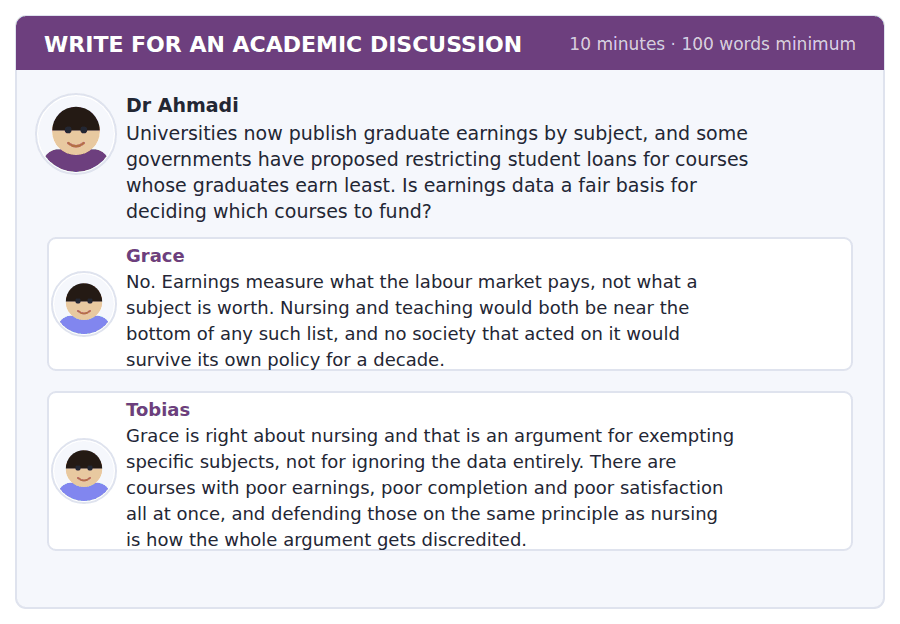 WRITE FOR AN ACADEMIC DISCUSSION
10 minutes · 100 words minimum
Dr Ahmadi
Universities now publish graduate earnings by subject, and some
governments have proposed restricting student loans for courses
whose graduates earn least. Is earnings data a fair basis for
deciding which courses to fund?
Grace
No. Earnings measure what the labour market pays, not what a
subject is worth. Nursing and teaching would both be near the
bottom of any such list, and no society that acted on it would
survive its own policy for a decade.
Tobias
Grace is right about nursing and that is an argument for exempting
specific subjects, not for ignoring the data entirely. There are
courses with poor earnings, poor completion and poor satisfaction
all at once, and defending those on the same principle as nursing
is how the whole argument gets discredited.